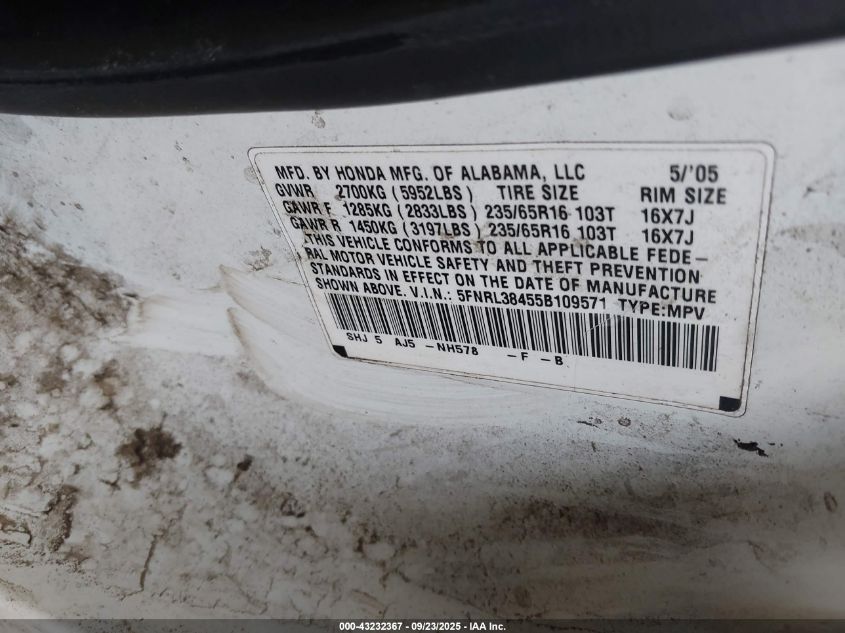 MFD. BY HONDA MFG. OF ALABAMA, LLC 5/'05
GVWR 2700KG (5952LBS) TIRE SIZE RIM SIZE
GAWR F 1285KG (2833LBS) 235/65R16 103T 16X7J
GAWR R 1450KG (3197LBS) 235/65R16 103T 16X7J
THIS VEHICLE CONFORMS TO ALL APPLICABLE FEDE-
RAL MOTOR VEHICLE SAFETY AND THEFT PREVENTION
STANDARDS IN EFFECT ON THE DATE OF MANUFACTURE
SHOWN ABOVE. V.I.N.: 5FNRL38455B109571 TYPE:MPV
SHJ 5 AJ5 -NH578 -F -B
000-43232367 - 09/23/2025 - IAA Inc.